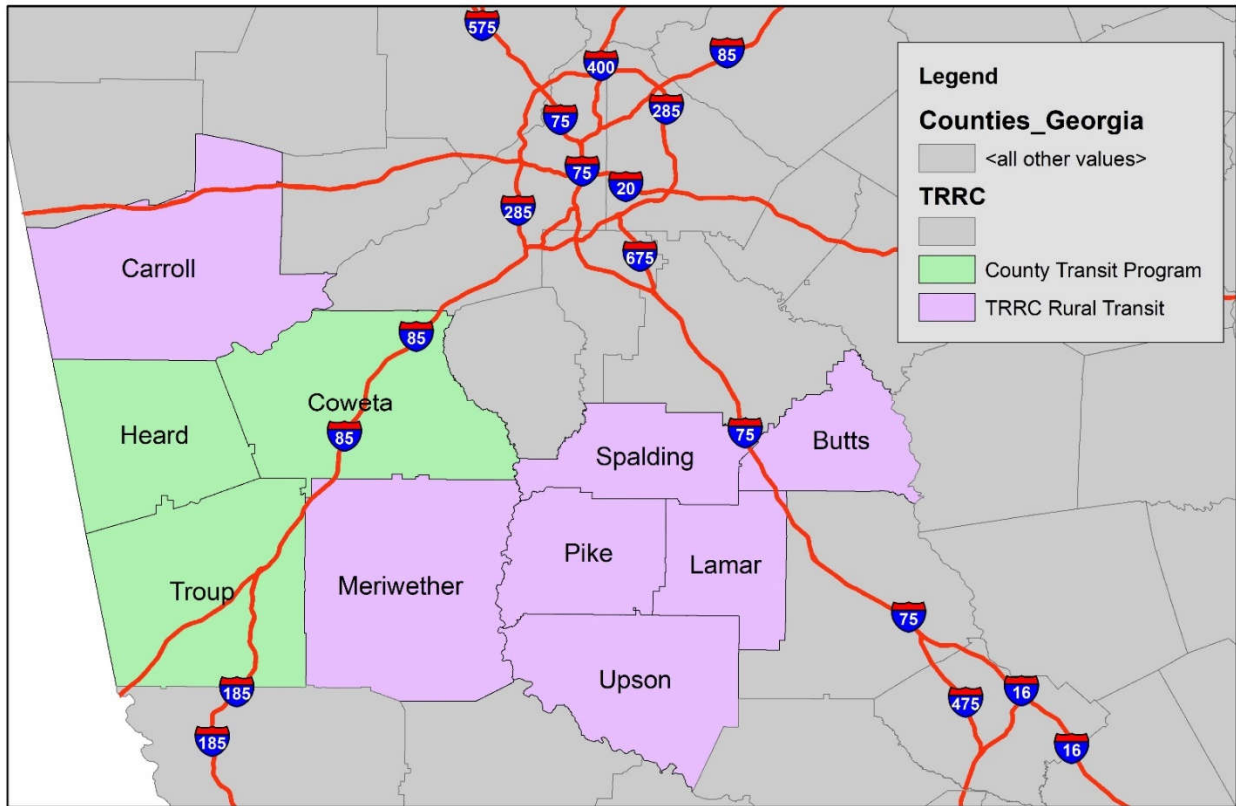 575
400
85
75
285
75
20
285
675
Legend
Counties_Georgia
<all other values>
TRRC
County Transit Program
TRRC Rural Transit
Carroll
85
Coweta
Heard
85
75
Butts
Spalding
Pike
Lamar
Troup
Meriwether
75
Upson
185
475
16
185
16